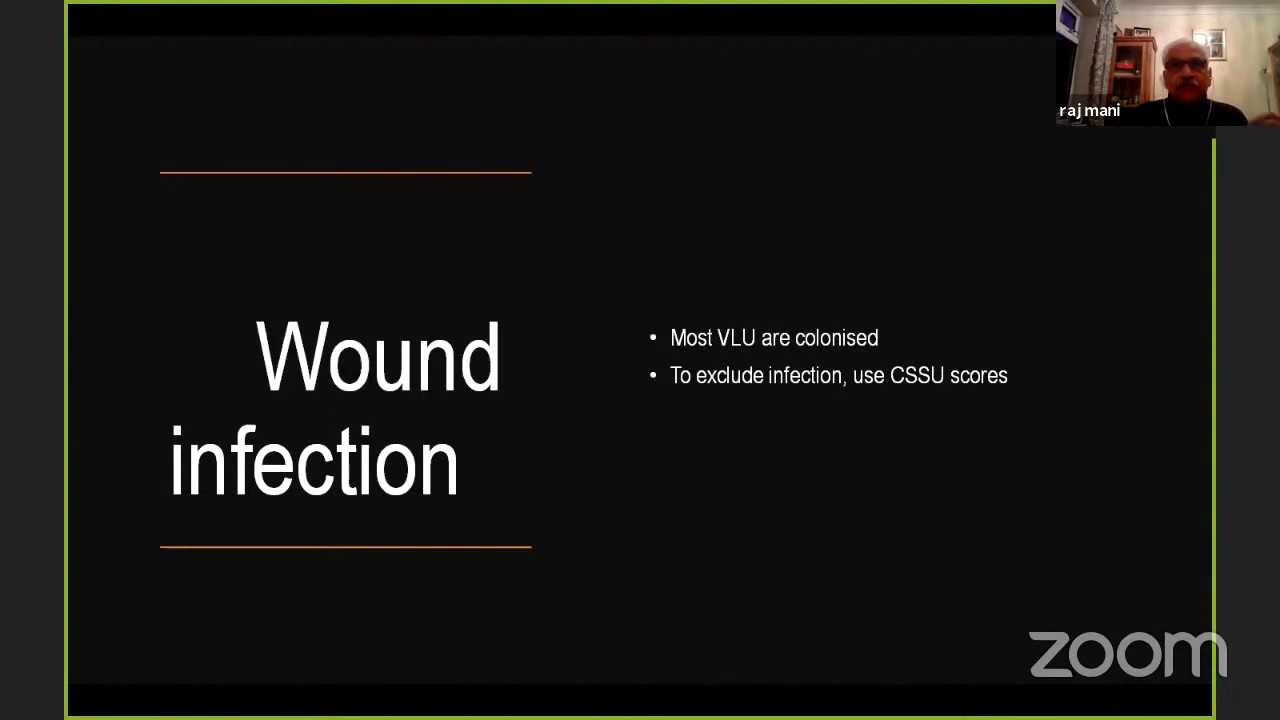 raj mani
Wound
infection
• Most VLU are colonised
• To exclude infection, use CSSU scores
zoom